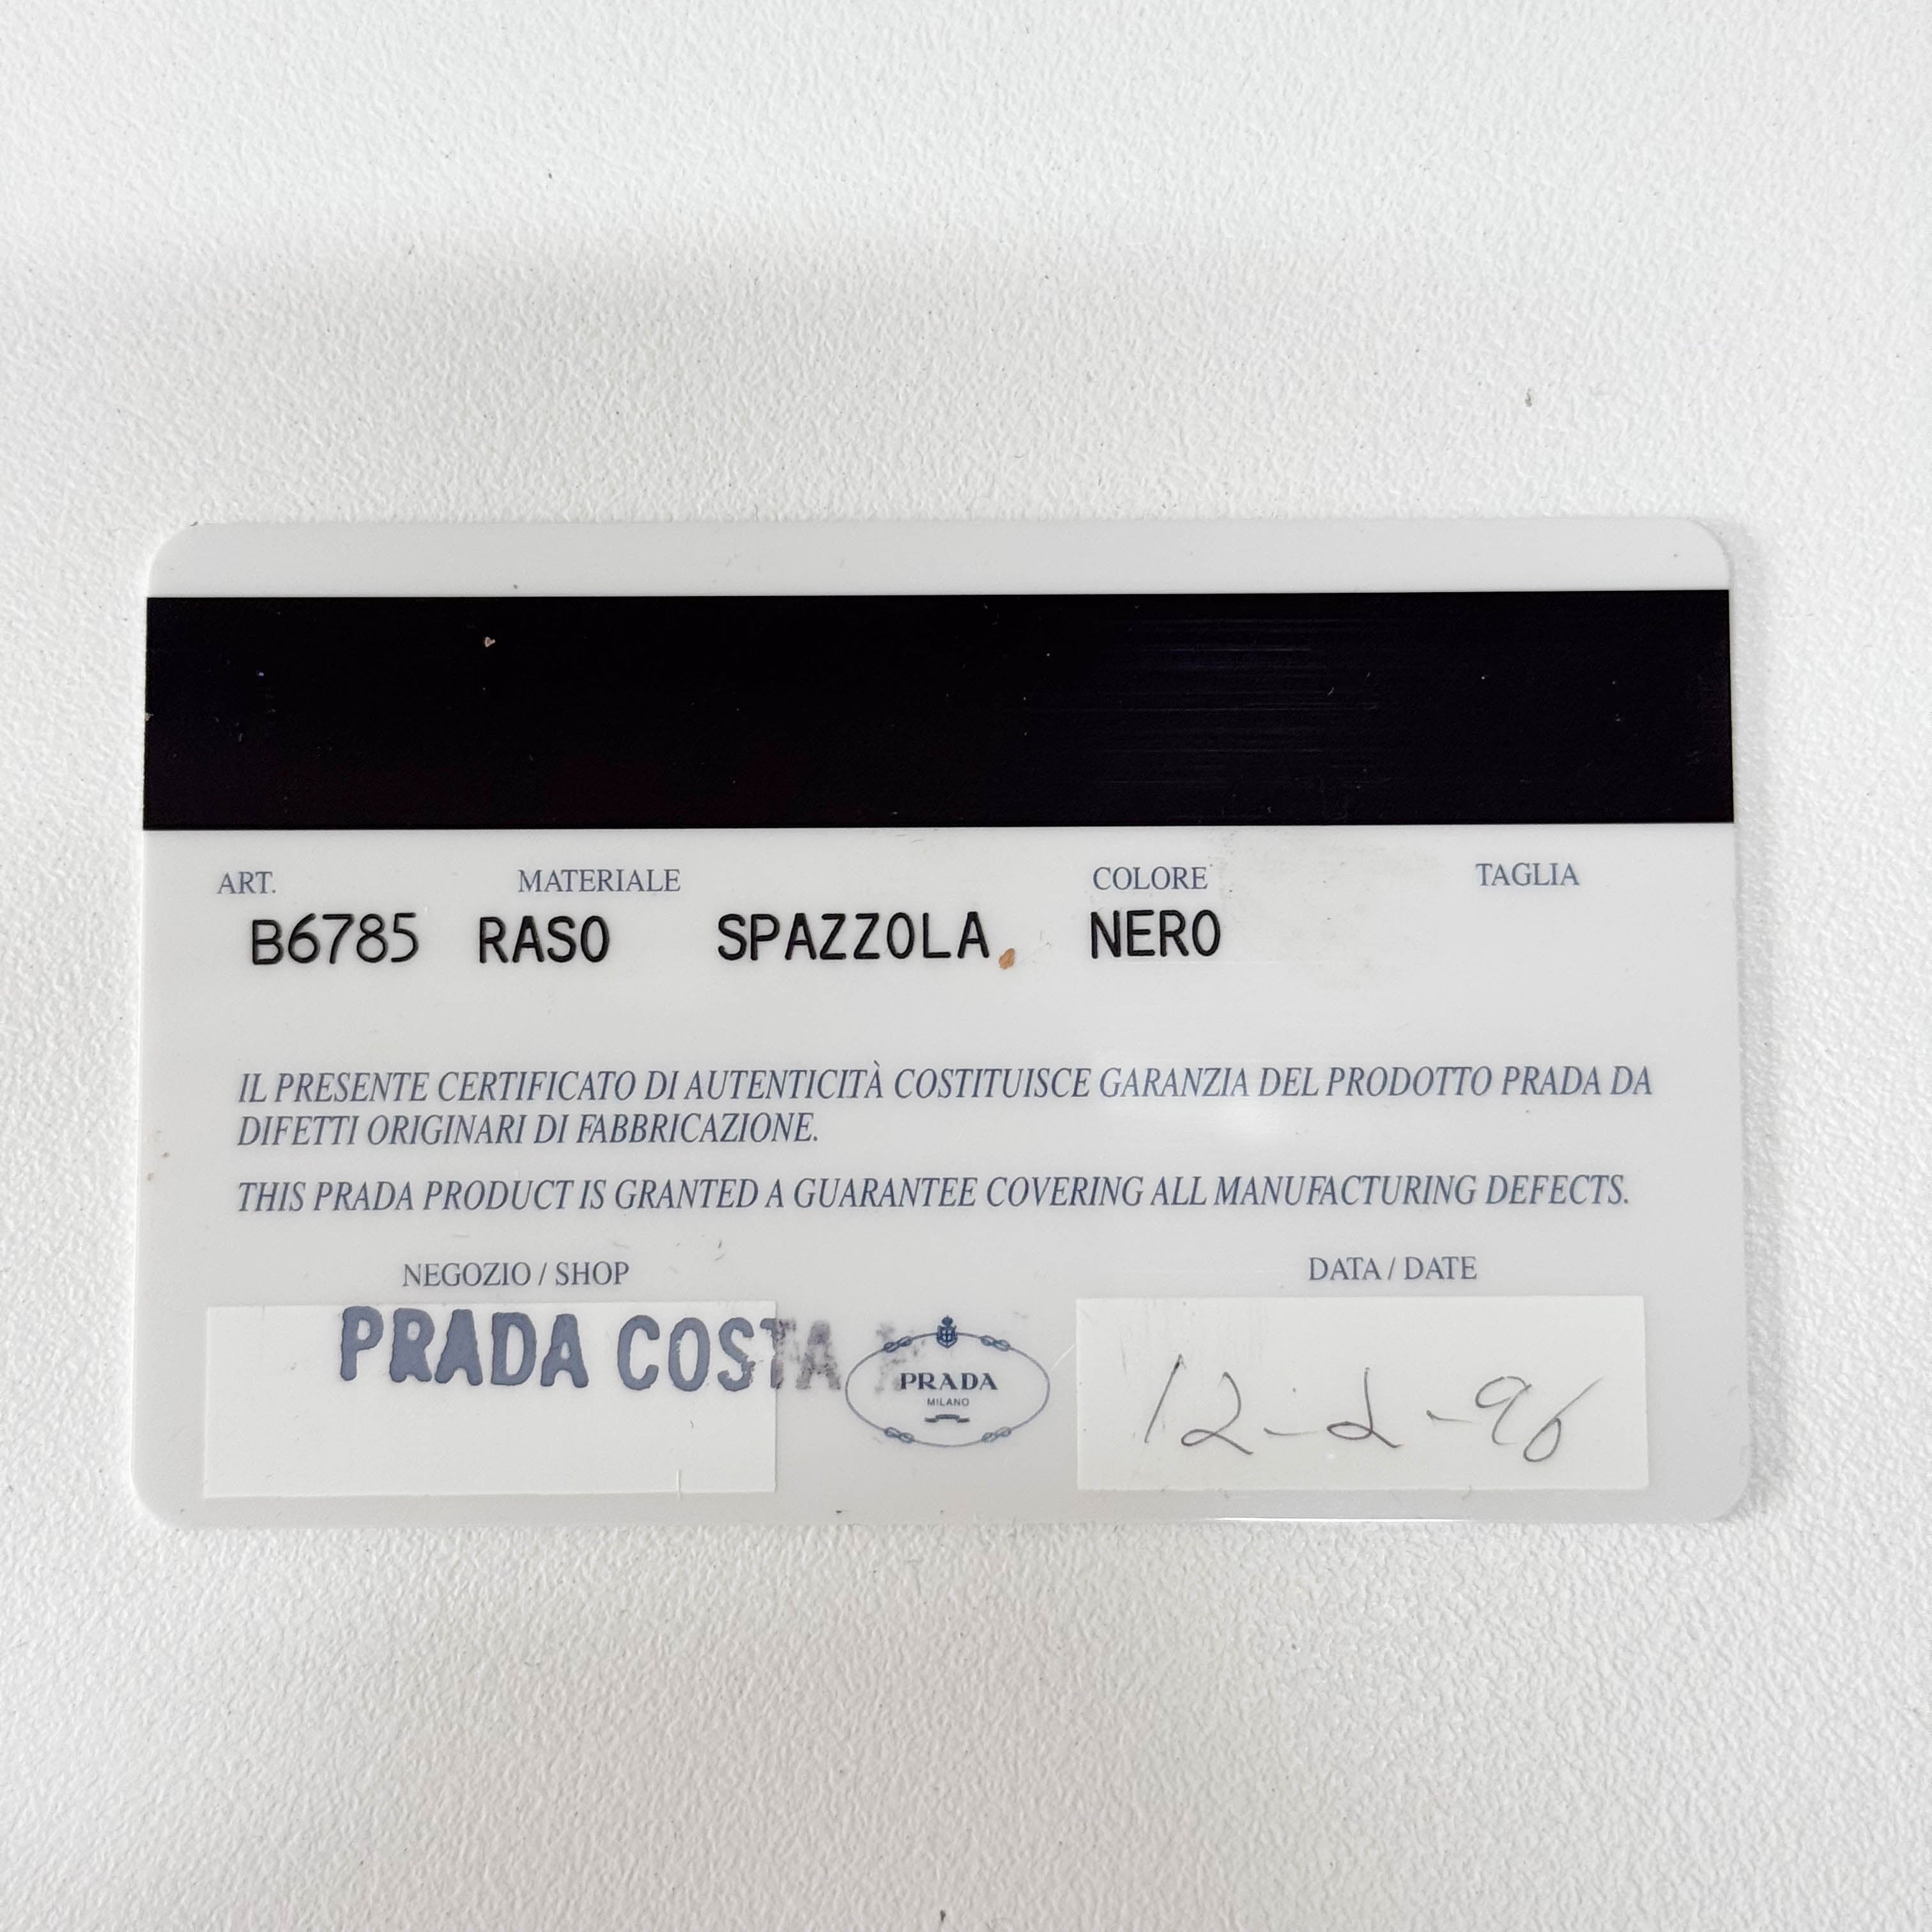 ART. MATERIALE COLORE TAGLIA
B6785 RASO SPAZZOLA NERO
IL PRESENTE CERTIFICATO DI AUTENTICITÀ COSTITUISCE GARANZIA DEL PRODOTTO PRADA DA
DIFETTI ORIGINARI DI FABBRICAZIONE.
THIS PRADA PRODUCT IS GRANTED A GUARANTEE COVERING ALL MANUFACTURING DEFECTS.
NEGOZIO / SHOP DATA / DATE
PRADA COSTA
PRADA
MILANO
12-2-96